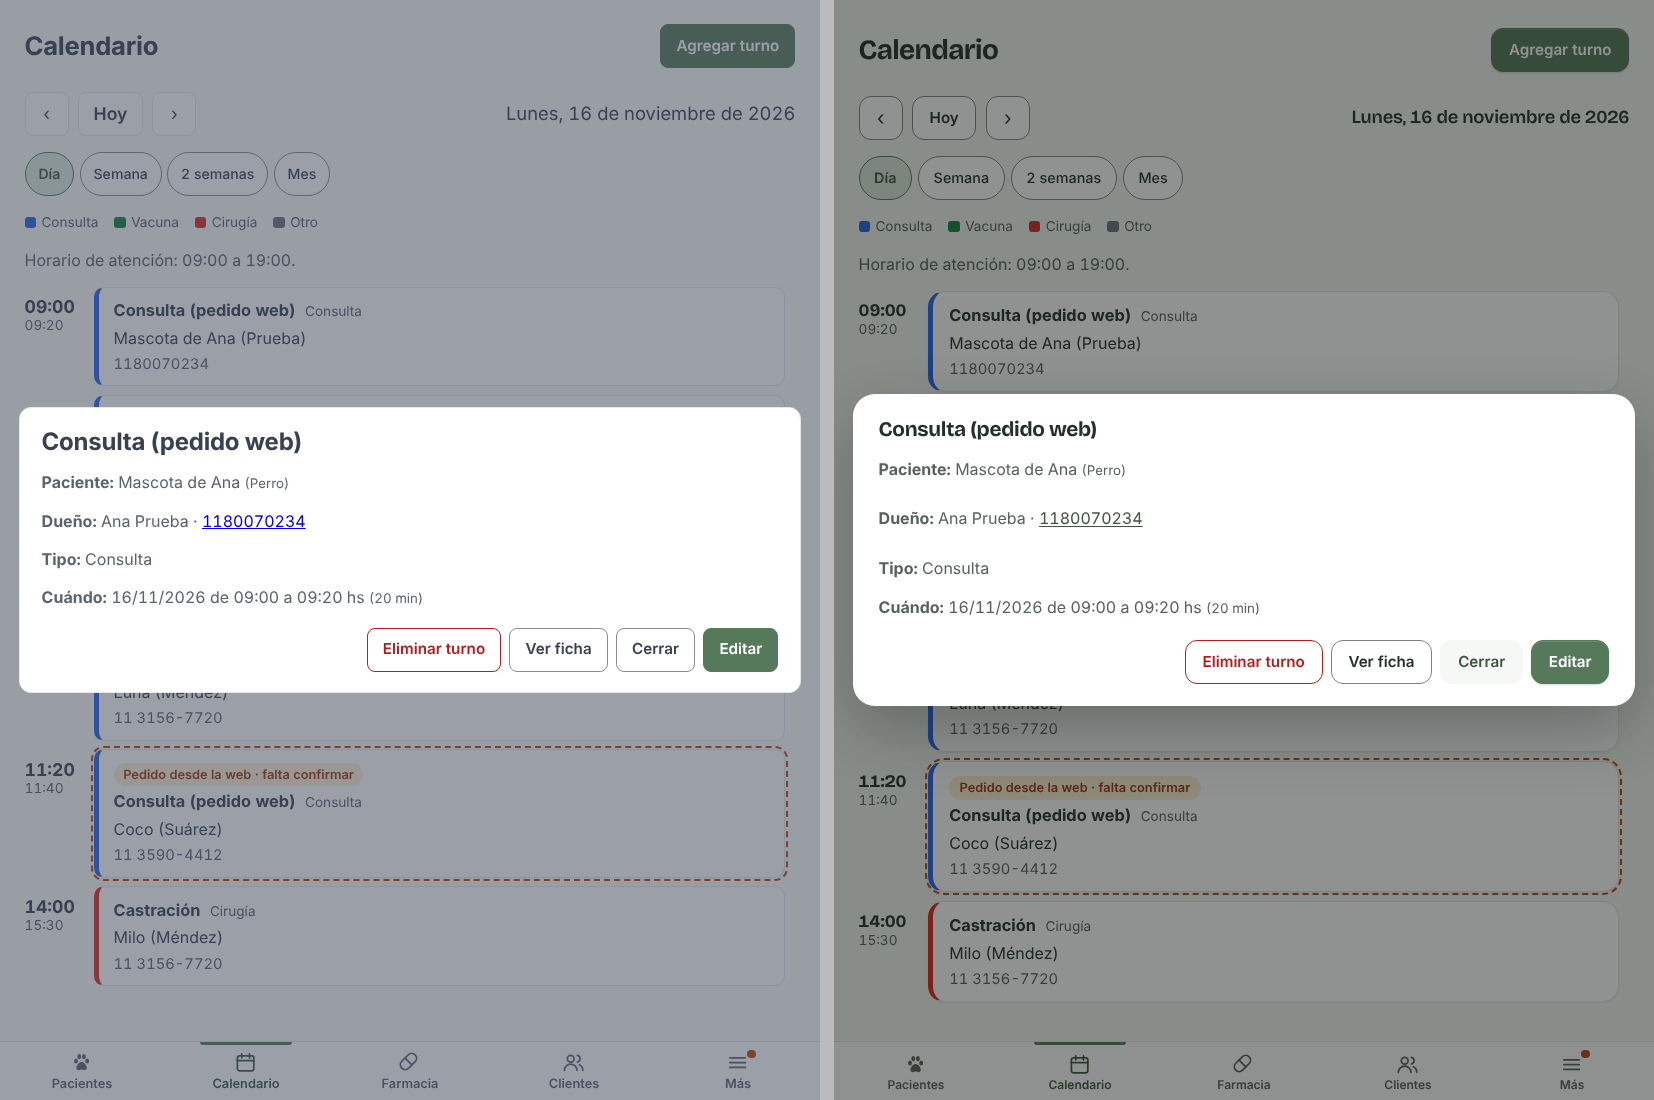 Calendario
Agregar turno
‹
Hoy
›
Lunes, 16 de noviembre de 2026
Día
Semana
2 semanas
Mes
Consulta
Vacuna
Cirugía
Otro
Horario de atención: 09:00 a 19:00.
09:00
09:20
Consulta (pedido web) Consulta
Mascota de Ana (Prueba)
1180070234
Consulta (pedido web)
Paciente: Mascota de Ana (Perro)
Dueño: Ana Prueba · 1180070234
Tipo: Consulta
Cuándo: 16/11/2026 de 09:00 a 09:20 hs (20 min)
Eliminar turno
Ver ficha
Cerrar
Editar
Luna (Méndez)
11 3156-7720
11:20
11:40
Pedido desde la web · falta confirmar
Consulta (pedido web) Consulta
Coco (Suárez)
11 3590-4412
14:00
15:30
Castración Cirugía
Milo (Méndez)
11 3156-7720
Pacientes
Calendario
Farmacia
Clientes
Más
Calendario
Agregar turno
‹
Hoy
›
Lunes, 16 de noviembre de 2026
Día
Semana
2 semanas
Mes
Consulta
Vacuna
Cirugía
Otro
Horario de atención: 09:00 a 19:00.
09:00
09:20
Consulta (pedido web) Consulta
Mascota de Ana (Prueba)
1180070234
Consulta (pedido web)
Paciente: Mascota de Ana (Perro)
Dueño: Ana Prueba · 1180070234
Tipo: Consulta
Cuándo: 16/11/2026 de 09:00 a 09:20 hs (20 min)
Eliminar turno
Ver ficha
Cerrar
Editar
Luna (Méndez)
11 3156-7720
11:20
11:40
Pedido desde la web · falta confirmar
Consulta (pedido web) Consulta
Coco (Suárez)
11 3590-4412
14:00
15:30
Castración Cirugía
Milo (Méndez)
11 3156-7720
Pacientes
Calendario
Farmacia
Clientes
Más